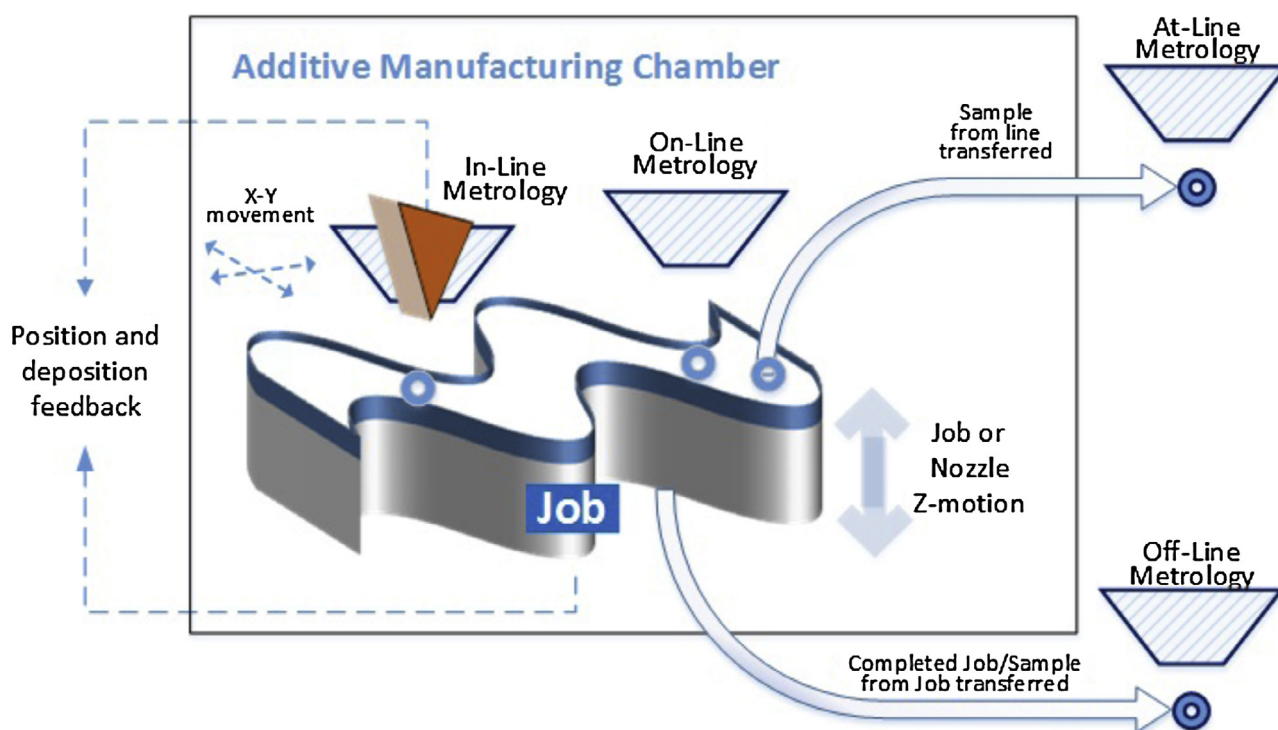 Additive Manufacturing Chamber
At-Line
Metrology
Sample
from line
transferred
On-Line
Metrology
In-Line
Metrology
X-Y
movement
Position and
deposition
feedback
Job or
Nozzle
Z-motion
Job
Off-Line
Metrology
Completed Job/Sample
from Job transferred